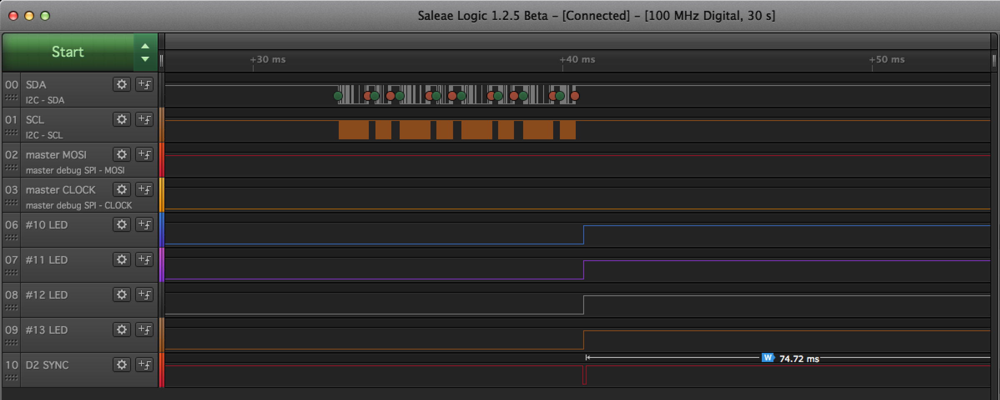 Saleae Logic 1.2.5 Beta – [Connected] – [100 MHz Digital, 30 s]
Start
+30 ms +40 ms +50 ms
00 SDA
I2C - SDA
01 SCL
I2C - SCL
02 master MOSI
master debug SPI - MOSI
03 master CLOCK
master debug SPI - CLOCK
06 #10 LED
07 #11 LED
08 #12 LED
09 #13 LED
W 74.72 ms
10 D2 SYNC